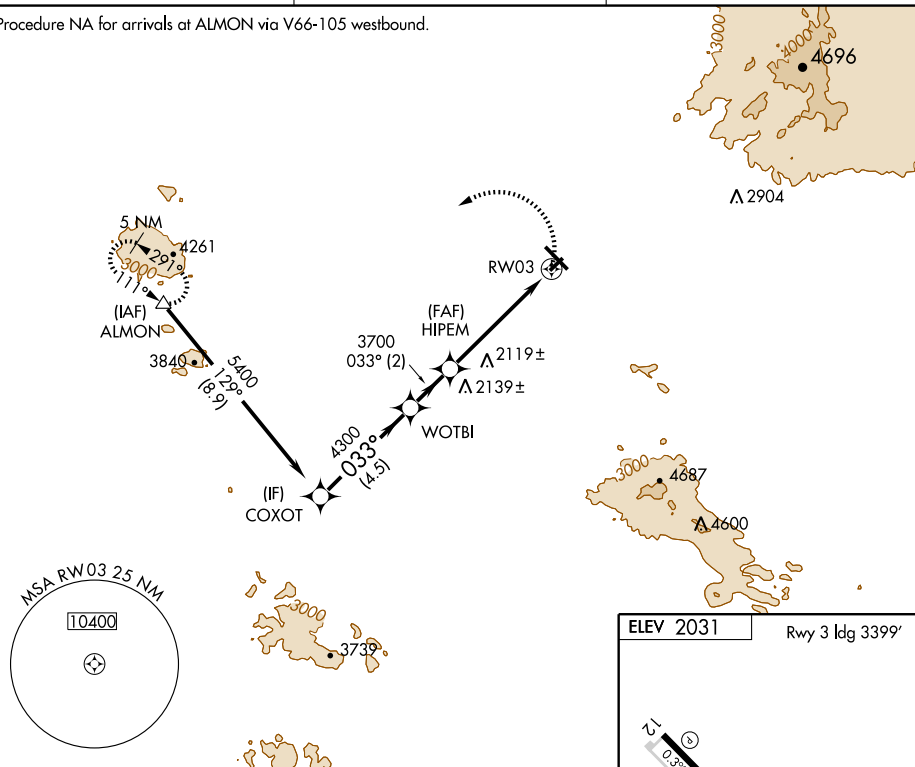 Procedure NA for arrivals at ALMON via V66-105 westbound.
3000
4000
4696
2904
5 NM
4261
291°
3000
111°
(IAF)
ALMON
RW03
(FAF)
HIPEM
3700
033° (2)
2119±
2139±
3840
5400
129°
(8.9)
WOTBI
4300
033°
(4.5)
(IF)
COXOT
3000
4687
4600
MSA RW03 25 NM
10400
3000
3739
ELEV 2031
Rwy 3 ldg 3399'
12
P
0.3%